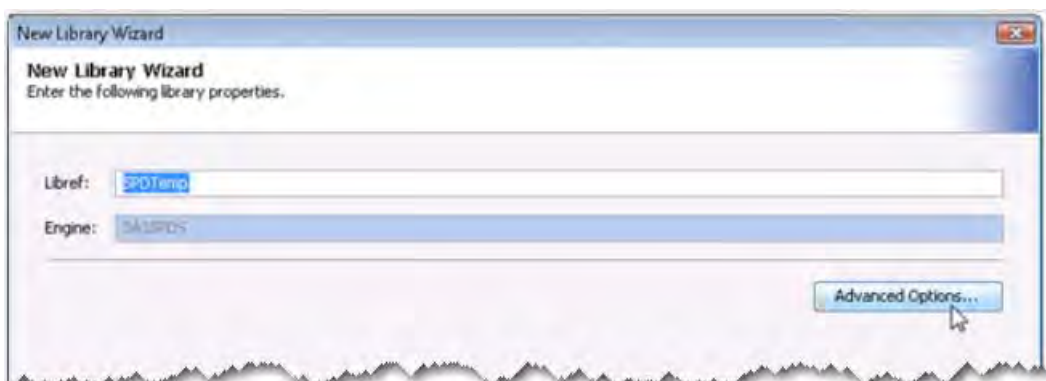 New Library Wizard
New Library Wizard
Enter the following library properties.
Libref: SPDTemp
Engine: SASSPDS
Advanced Options...